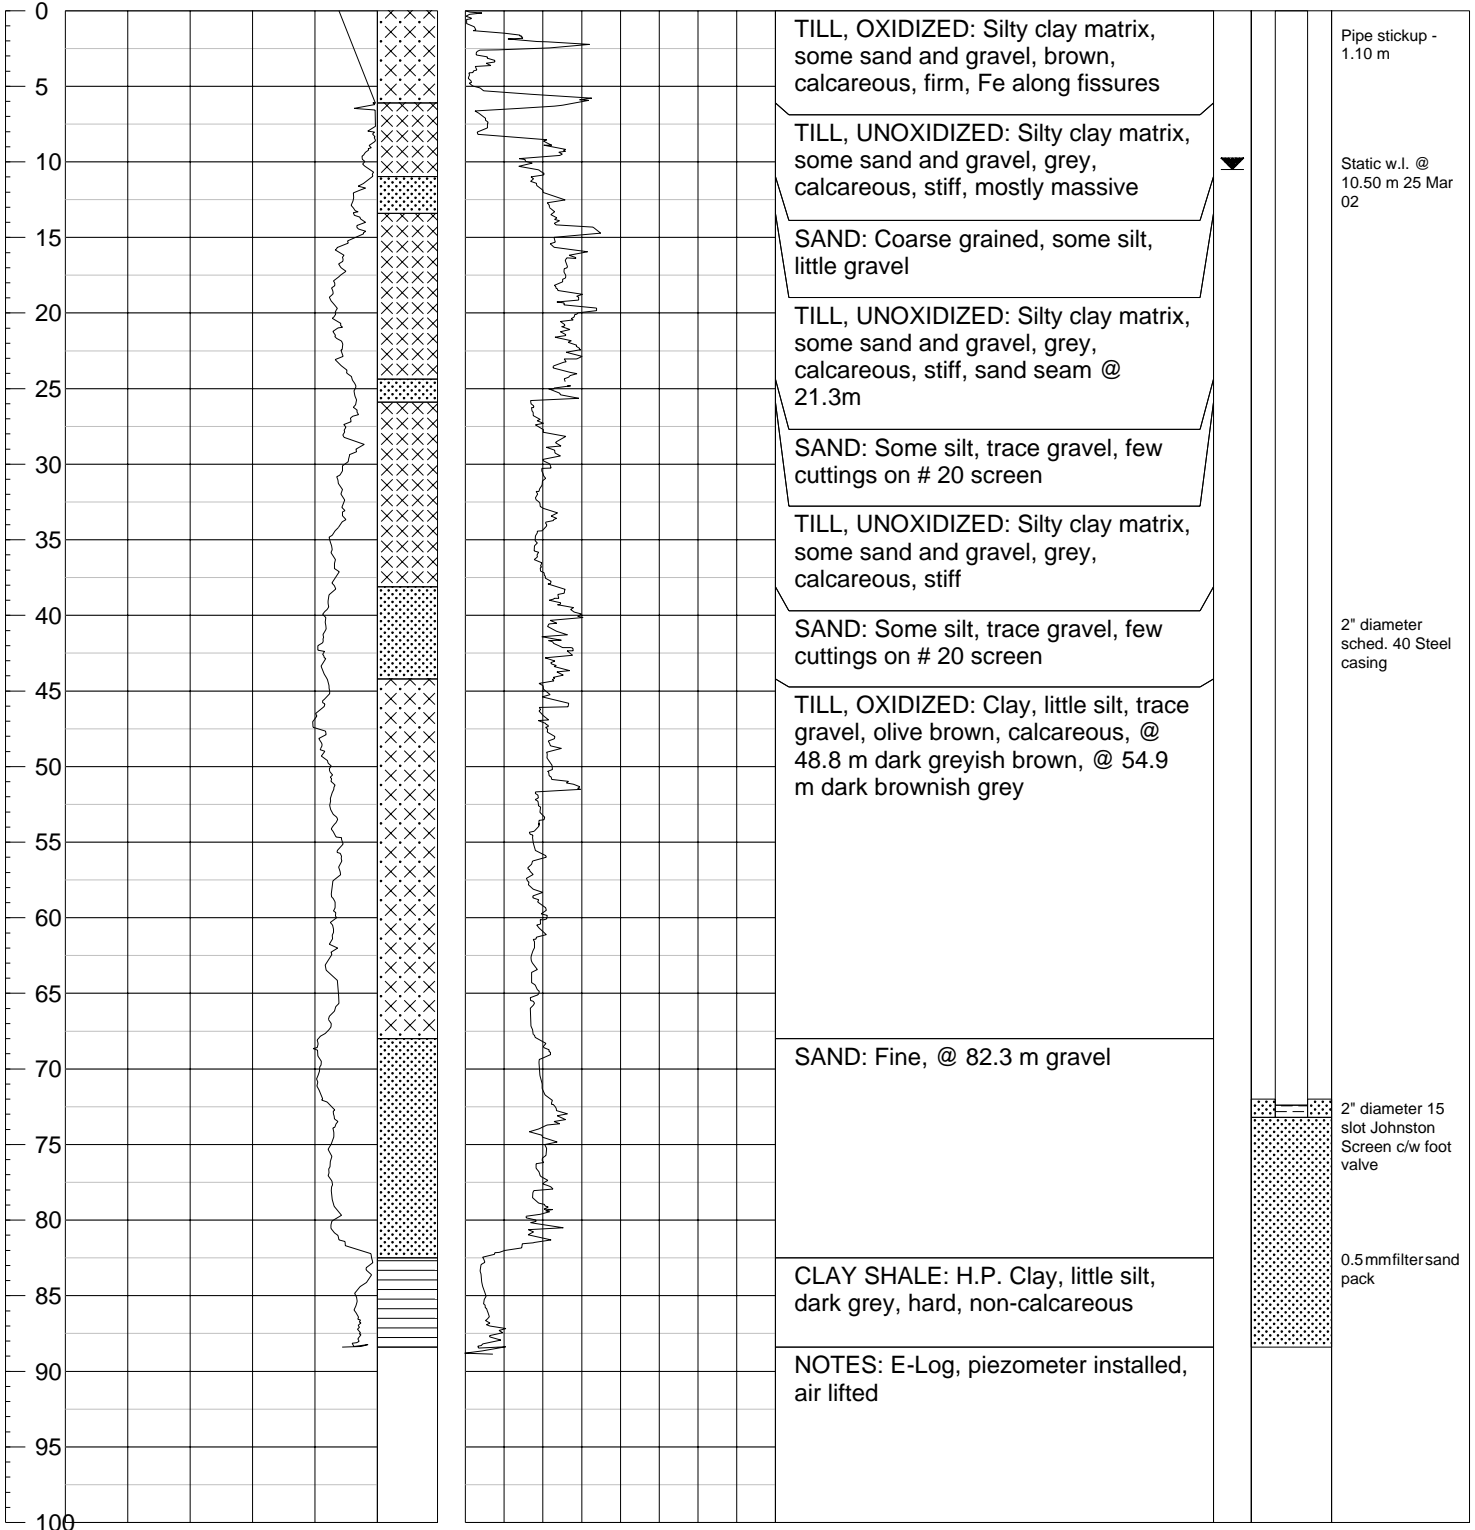 0
5
10
15
20
25
30
35
40
45
50
55
60
65
70
75
80
85
90
95
100
TILL, OXIDIZED: Silty clay matrix,
some sand and gravel, brown,
calcareous, firm, Fe along fissures
TILL, UNOXIDIZED: Silty clay matrix,
some sand and gravel, grey,
calcareous, stiff, mostly massive
SAND: Coarse grained, some silt,
little gravel
TILL, UNOXIDIZED: Silty clay matrix,
some sand and gravel, grey,
calcareous, stiff, sand seam @
21.3m
SAND: Some silt, trace gravel, few
cuttings on # 20 screen
TILL, UNOXIDIZED: Silty clay matrix,
some sand and gravel, grey,
calcareous, stiff
SAND: Some silt, trace gravel, few
cuttings on # 20 screen
TILL, OXIDIZED: Clay, little silt, trace
gravel, olive brown, calcareous, @
48.8 m dark greyish brown, @ 54.9
m dark brownish grey
SAND: Fine, @ 82.3 m gravel
CLAY SHALE: H.P. Clay, little silt,
dark grey, hard, non-calcareous
NOTES: E-Log, piezometer installed,
air lifted
Pipe stickup -
1.10 m
Static w.l. @
10.50 m 25 Mar
02
2" diameter
sched. 40 Steel
casing
2" diameter 15
slot Johnston
Screen c/w foot
valve
0.5 mm filter sand
pack